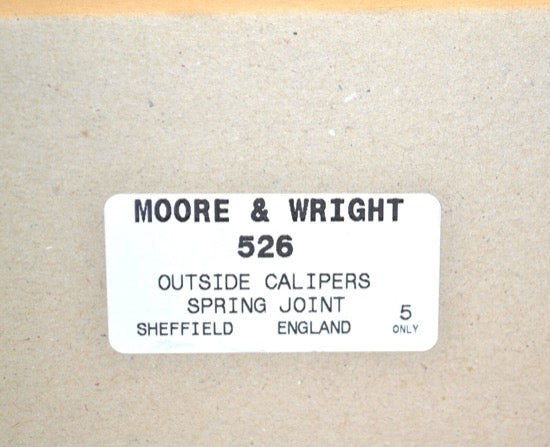 MOORE & WRIGHT
526
OUTSIDE CALIPERS
SPRING JOINT
SHEFFIELD ENGLAND
5
ONLY